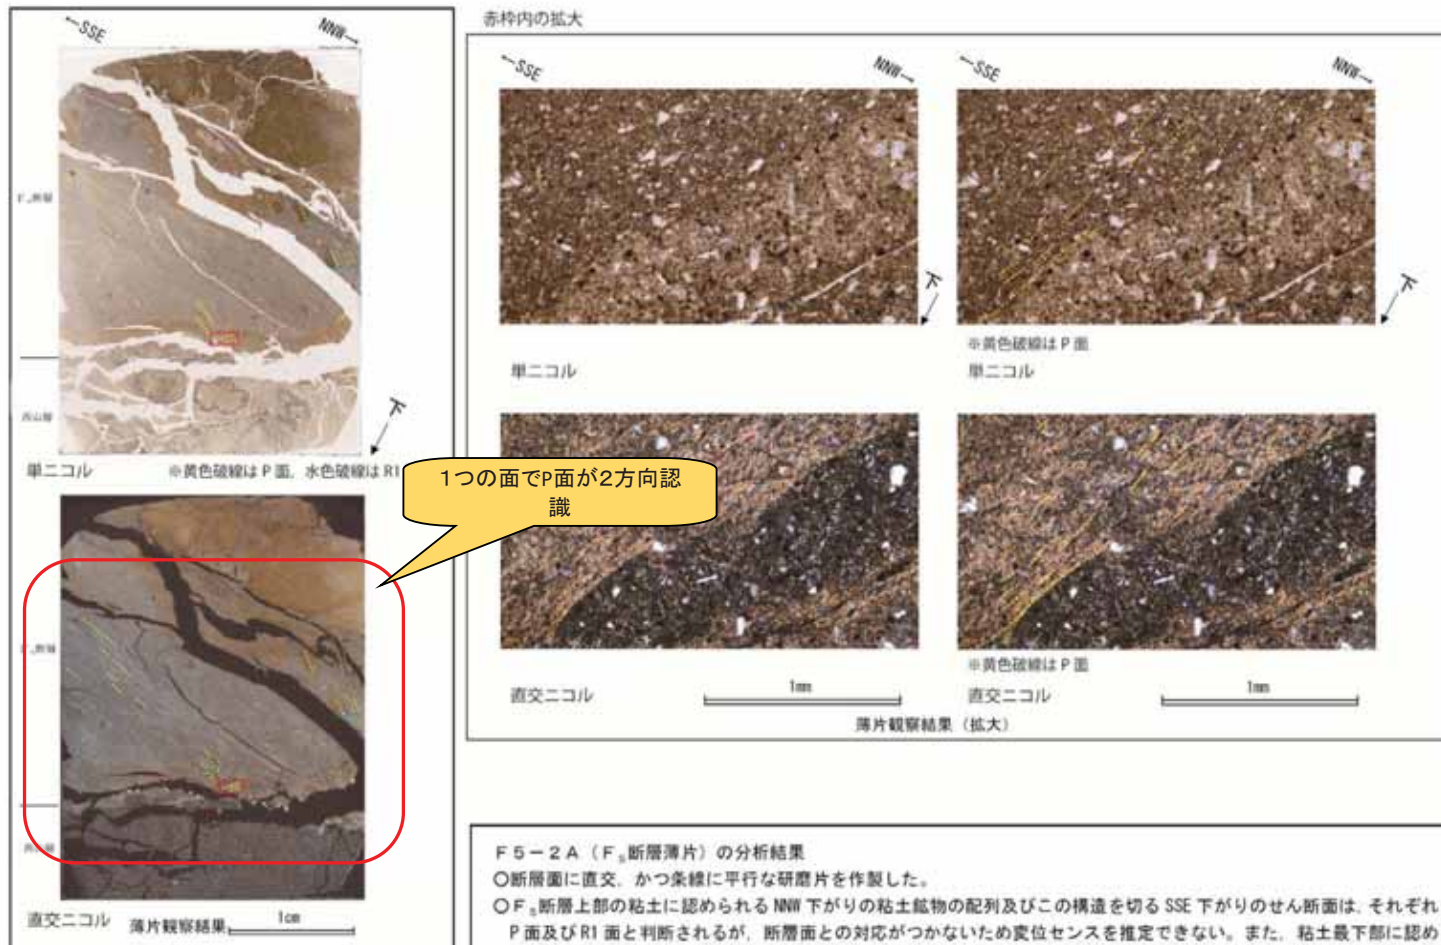 赤枠内の拡大
←SSE
NNW→
←SSE
NNW→
←SSE
NNW→
下
下
※黄色破線は P 面
単ニコル
単ニコル
下
単ニコル
※黄色破線は P 面, 水色破線は R1
1つの面でP面が2方向認
識
※黄色破線は P 面
直交ニコル
1mm
直交ニコル
1mm
薄片観察結果（拡大）
直交ニコル
薄片観察結果
1cm
F5-2A（F₅断層薄片）の分析結果
○断層面に直交，かつ条線に平行な研磨片を作製した。
○F₅断層上部の粘土に認められる NNW 下がりの粘土鉱物の配列及びこの構造を切る SSE 下がりのせん断面は，それぞれ
P面及びR1面と判断されるが，断層面との対応がつかないため変位センスを推定できない。また，粘土最下部に認め